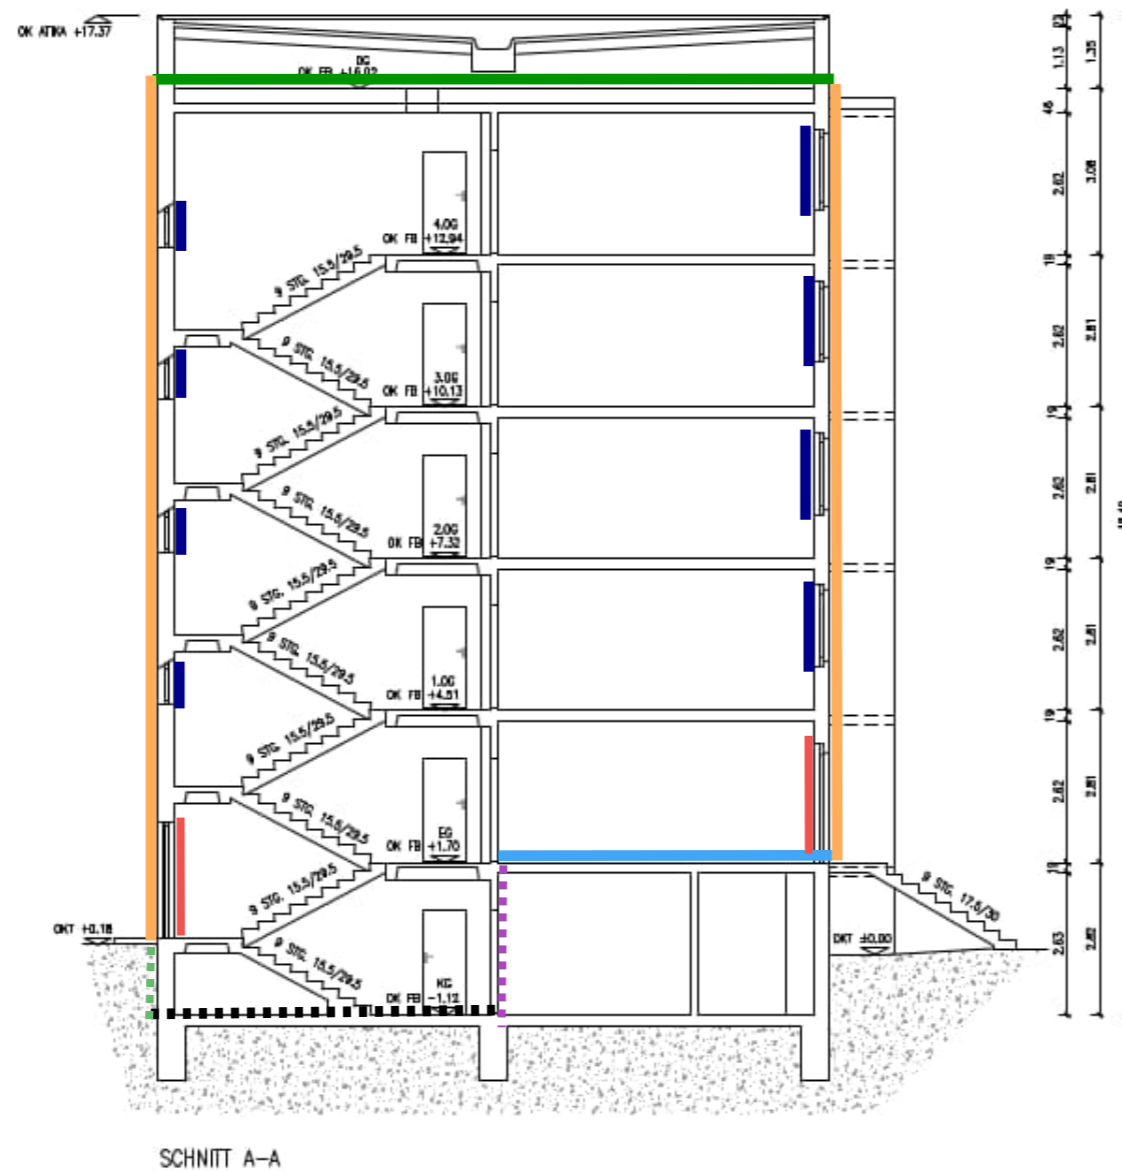 OK ATIKA +17.37
DG
OK FB +16.02
4.OG
OK FB +12.94
9 STG. 15.5/29.5
9 STG. 15.5/29.5
3.OG
OK FB +10.13
9 STG. 15.5/29.5
9 STG. 15.5/29.5
2.OG
OK FB +7.32
9 STG. 15.5/29.5
9 STG. 15.5/29.5
1.OG
OK FB +4.51
9 STG. 15.5/29.5
9 STG. 15.5/29.5
EG
OK FB +1.70
9 STG. 15.5/29.5
9 STG. 17.5/30
OKT +0.18
OKT ±0.00
9 STG. 15.5/29.5
KG
OK FB -1.12
1.13
1.35
46
2.62
3.08
19
2.62
2.81
19
2.62
2.81
19
2.62
2.81
19
2.62
2.81
19
2.63
2.82
SCHNITT A-A